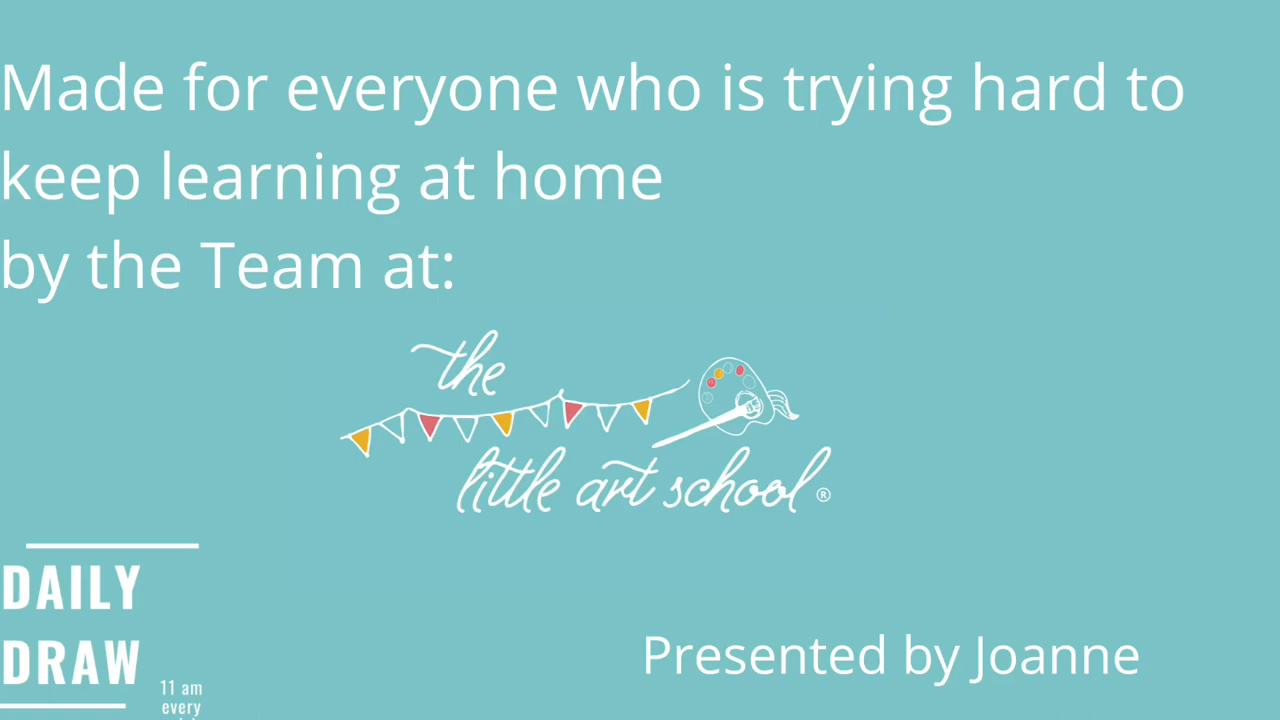 Made for everyone who is trying hard to
keep learning at home
by the Team at:
the
little art school ®
DAILY
DRAW
11 am
every
Presented by Joanne